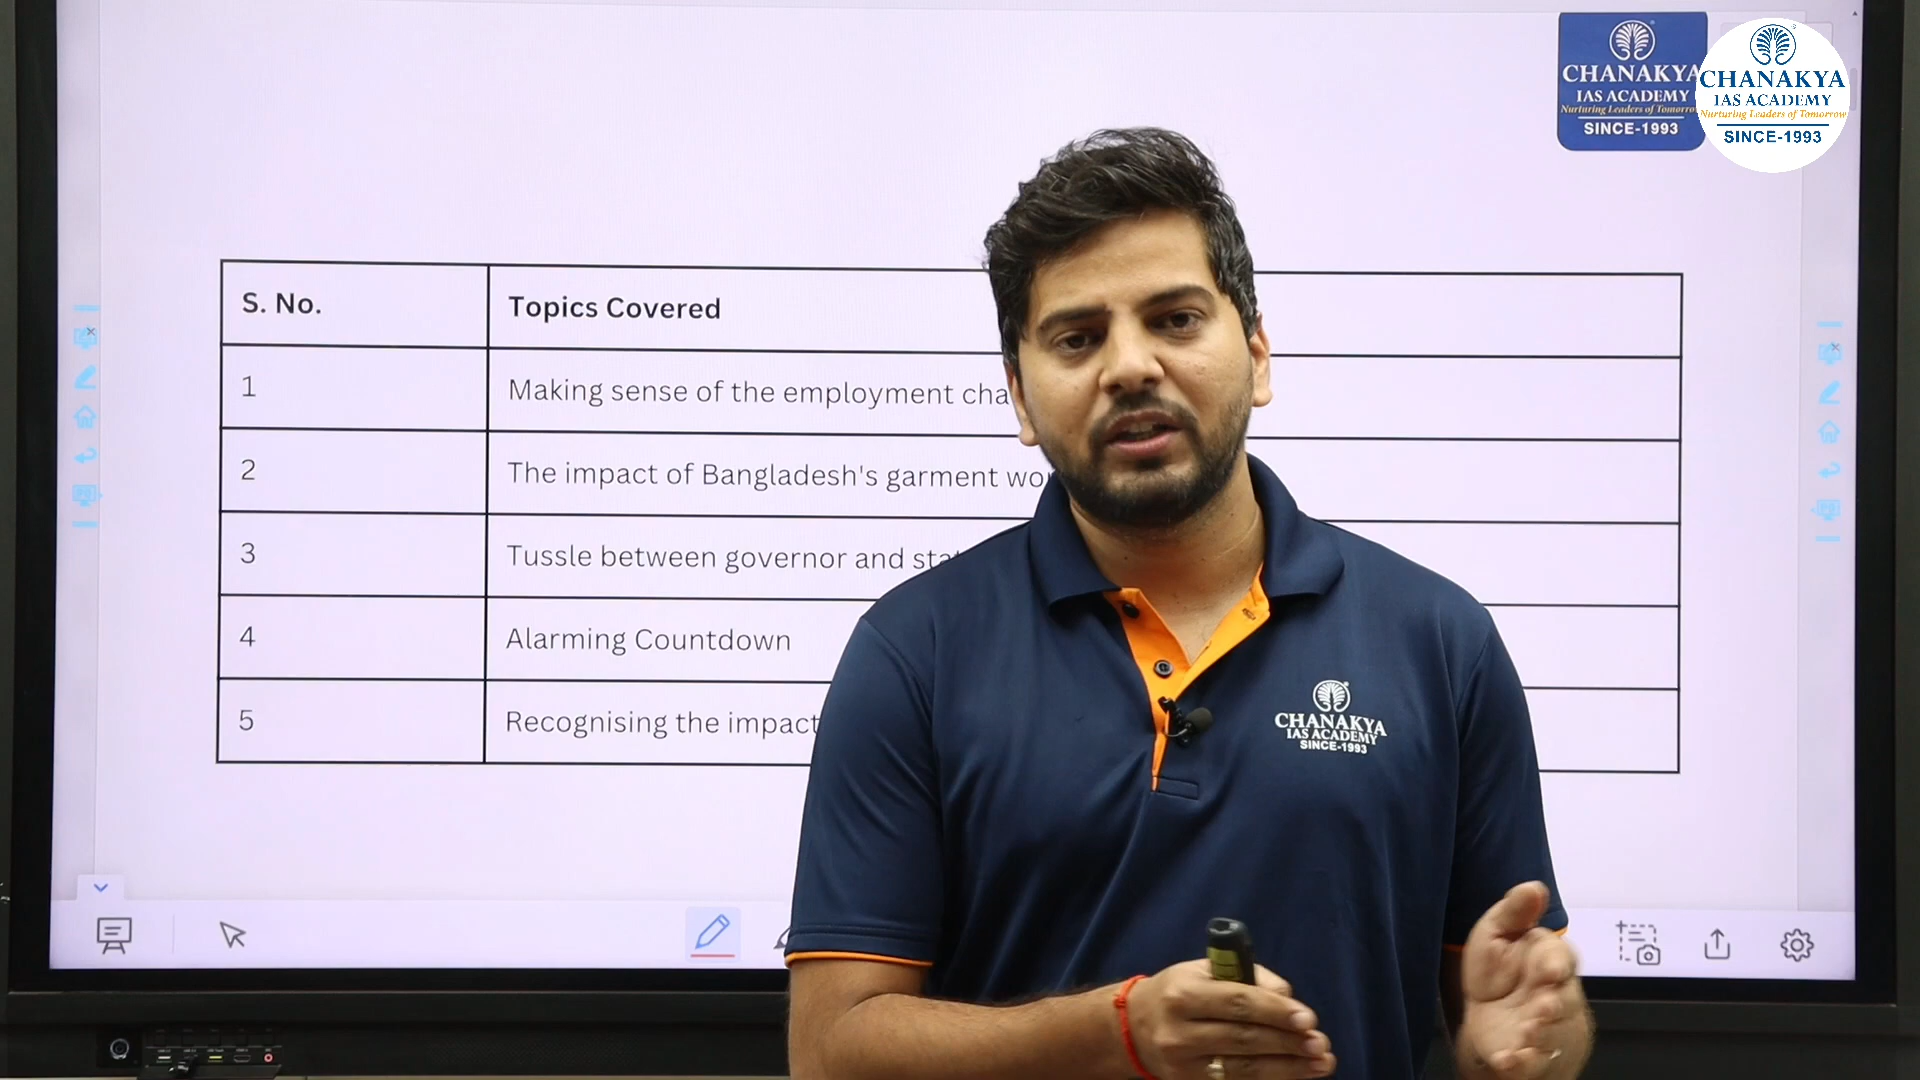 CHANAKYA
IAS ACADEMY
Nurturing Leaders of Tomorrow
SINCE-1993
CHANAKYA
IAS ACADEMY
Nurturing Leaders of Tomorrow
SINCE-1993
S. No.
Topics Covered
1
Making sense of the employment cha
2
The impact of Bangladesh's garment wo
3
Tussle between governor and sta
4
Alarming Countdown
5
Recognising the impact
CHANAKYA
IAS ACADEMY
SINCE-1993